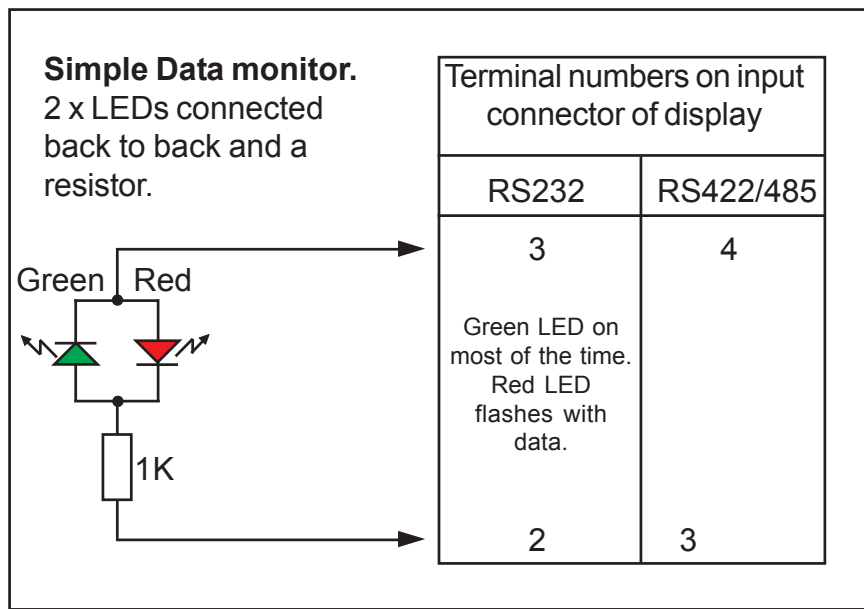 Simple Data monitor.
2 x LEDs connected
back to back and a
resistor.
Green Red
1K
Terminal numbers on input
connector of display
RS232 RS422/485
3 4
Green LED on
most of the time.
Red LED
flashes with
data.
2 3